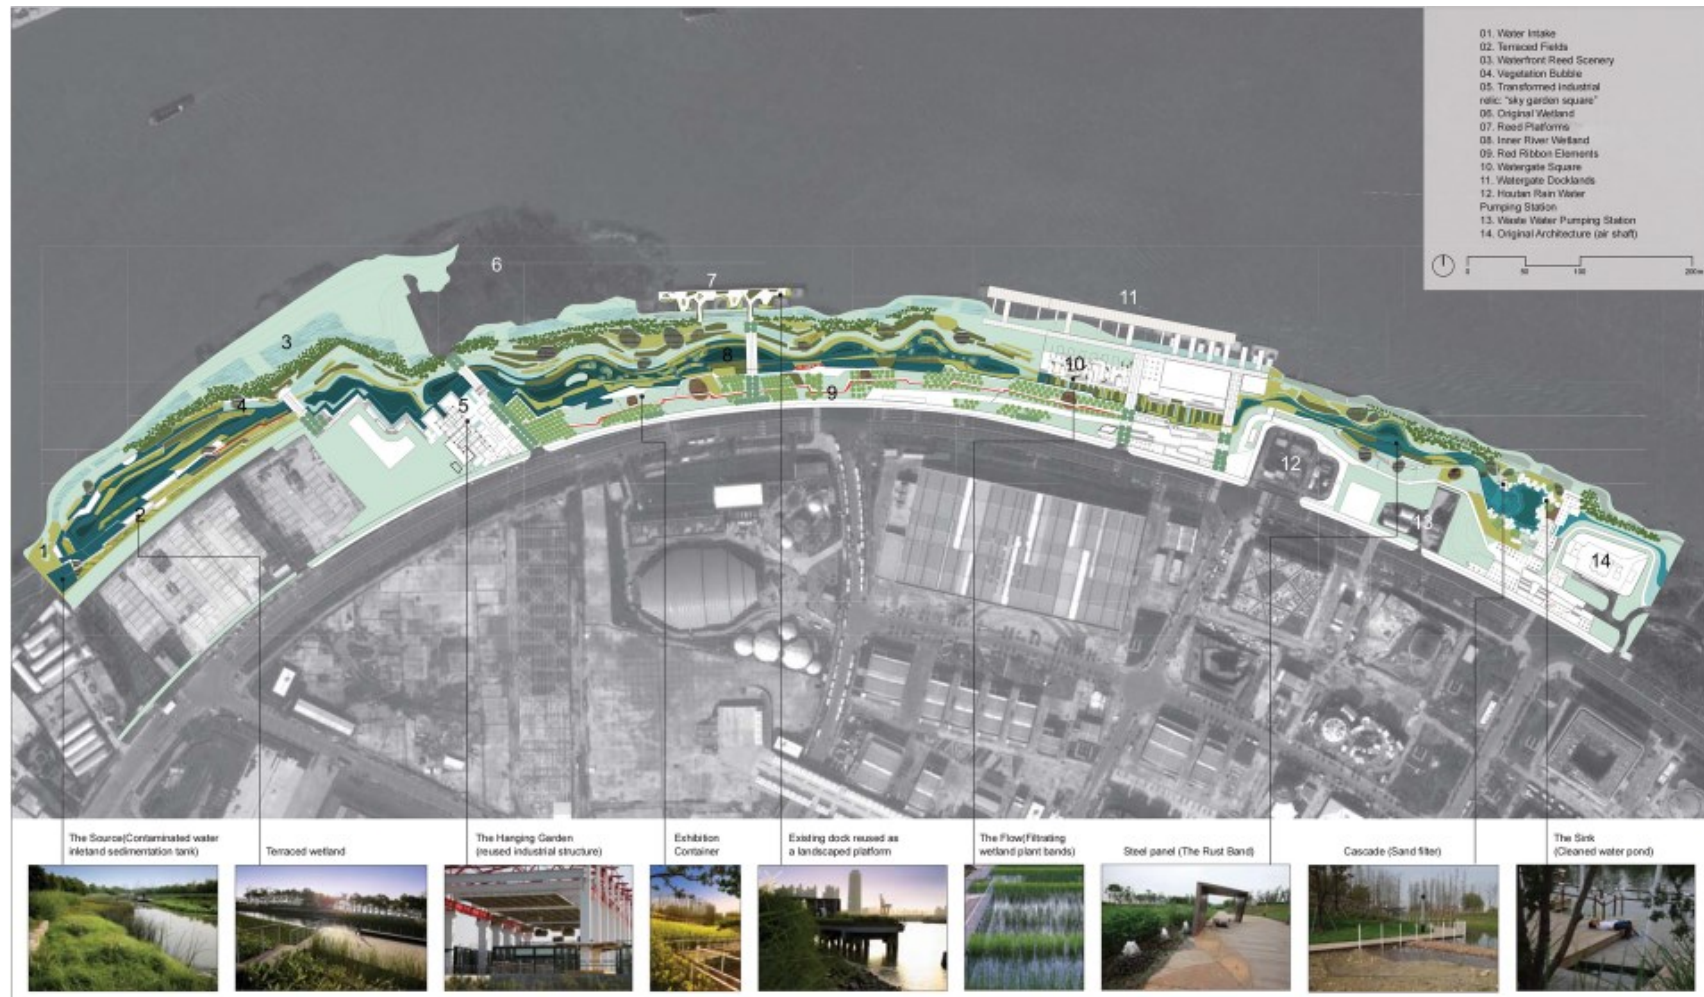 01. Water Intake
02. Terraced Fields
03. Waterfront Reed Scenery
04. Vegetation Bubble
05. Transformed Industrial
relic: "sky garden square"
06. Original Wetland
07. Reed Platforms
08. Inner River Wetland
09. Red Ribbon Elements
10. Watergate Square
11. Watergate Docklands
12. Houtan Rain Water
Pumping Station
13. Waste Water Pumping Station
14. Original Architecture (air shaft)
0 50 100 200m
6
7
11
3
8
10
4
5
9
12
2
13
1
14
The Source(Contaminated water
inletand sedimentation tank)
Terraced wetland
The Hanging Garden
(reused industrial structure)
Exhibition
Container
Existing dock reused as
a landscaped platform
The Flow(Filtrating
wetland plant bands)
Steel panel (The Rust Band)
Cascade (Sand filter)
The Sink
(Cleaned water pond)